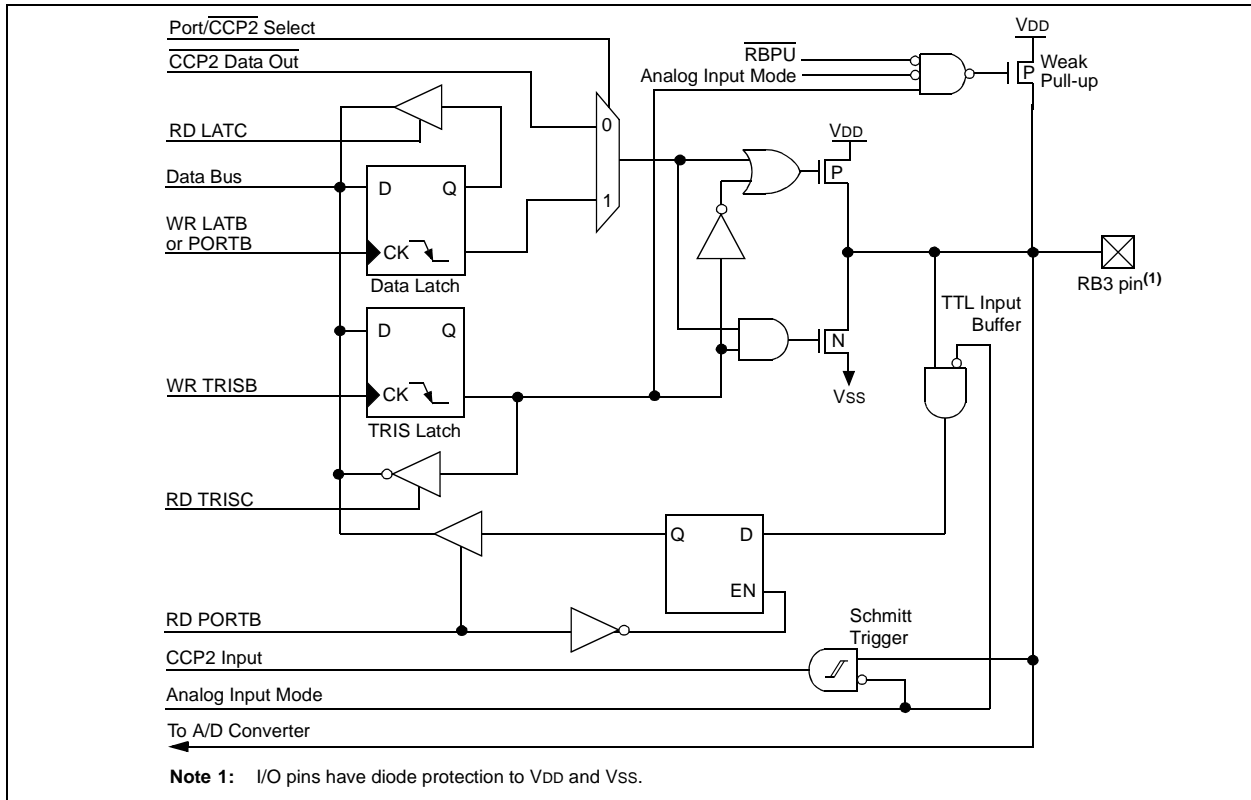 Port/CCP2 Select
CCP2 Data Out
RD LATC
Data Bus
WR LATB
or PORTB
WR TRISB
RD TRISC
RD PORTB
CCP2 Input
Analog Input Mode
To A/D Converter
D
Q
CK
Data Latch
D
Q
CK
TRIS Latch
0
1
RBPU
Analog Input Mode
VDD
P
Weak
Pull-up
VDD
P
N
VSS
RB3 pin(1)
TTL Input
Buffer
Q
D
EN
Schmitt
Trigger
Note 1: I/O pins have diode protection to VDD and VSS.